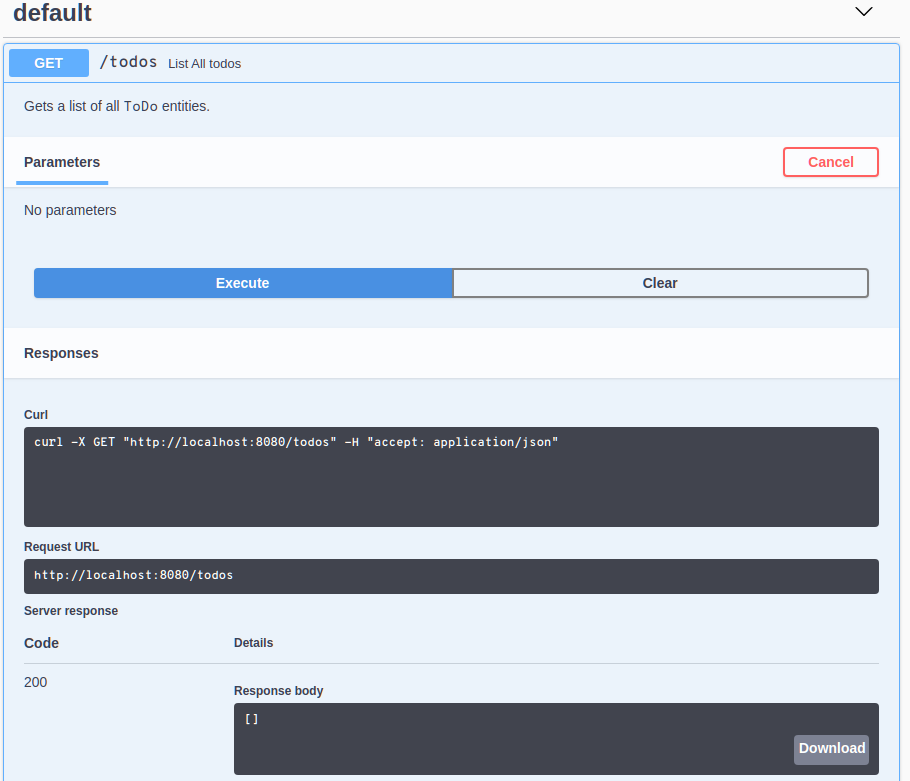 default
GET /todos List All todos
Gets a list of all ToDo entities.
Parameters Cancel
No parameters
Execute Clear
Responses
Curl
curl -X GET "http://localhost:8080/todos" -H "accept: application/json"
Request URL
http://localhost:8080/todos
Server response
Code Details
200
Response body
[]
Download